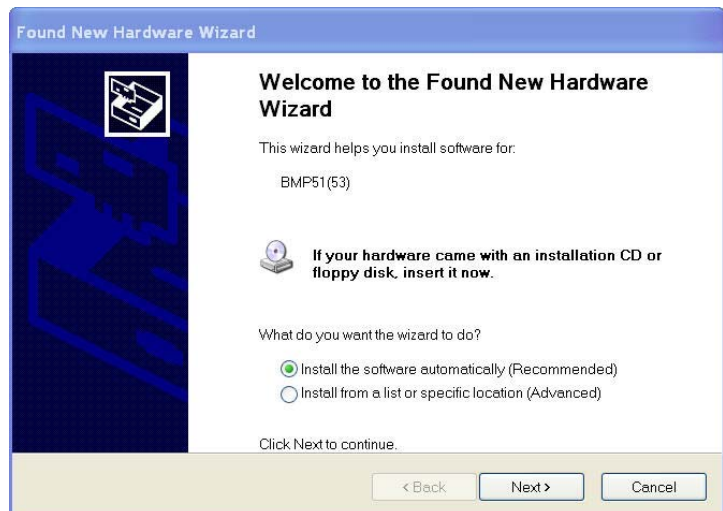 Found New Hardware Wizard
Welcome to the Found New Hardware
Wizard
This wizard helps you install software for:
BMP51(53)
If your hardware came with an installation CD or
floppy disk, insert it now.
What do you want the wizard to do?
Install the software automatically (Recommended)
Install from a list or specific location (Advanced)
Click Next to continue.
< Back
Next >
Cancel